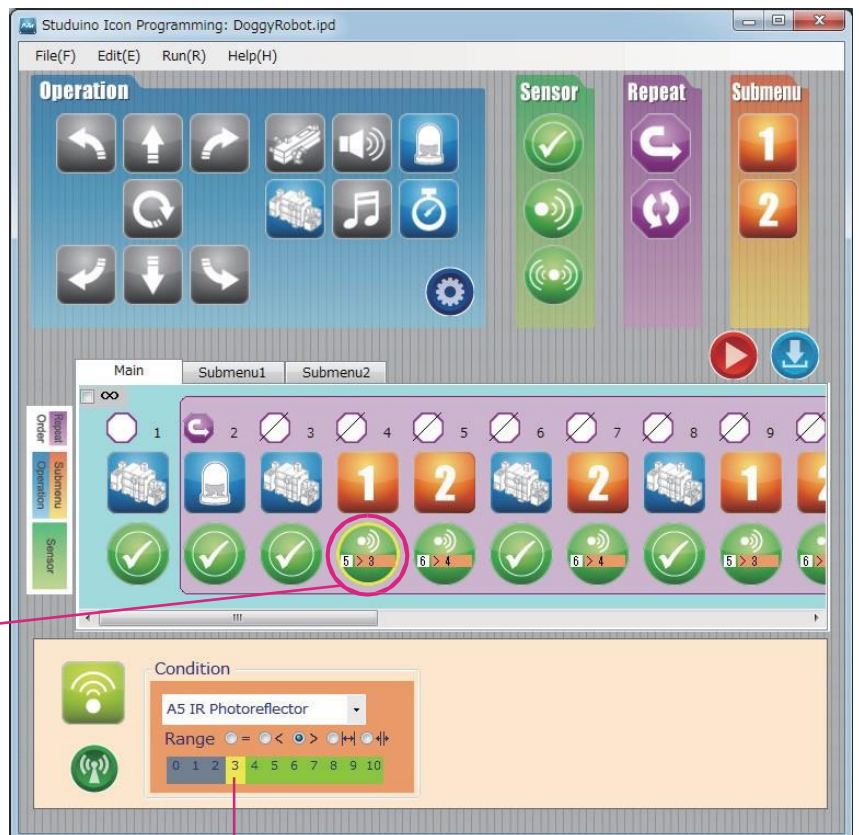 Studuino Icon Programming: DoggyRobot.ipd
File(F) Edit(E) Run(R) Help(H)
Operation Sensor Repeat Submenu
1
2
Main Submenu1 Submenu2
∞
Repeat Order
Submenu Operation
Sensor
1 2 3 4 5 6 7 8 9
1 2 2 1 2
5 > 3 6 > 4 6 > 4 5 > 3 6 >
Condition
A5 IR Photoreflector
Range = < >
0 1 2 3 4 5 6 7 8 9 10